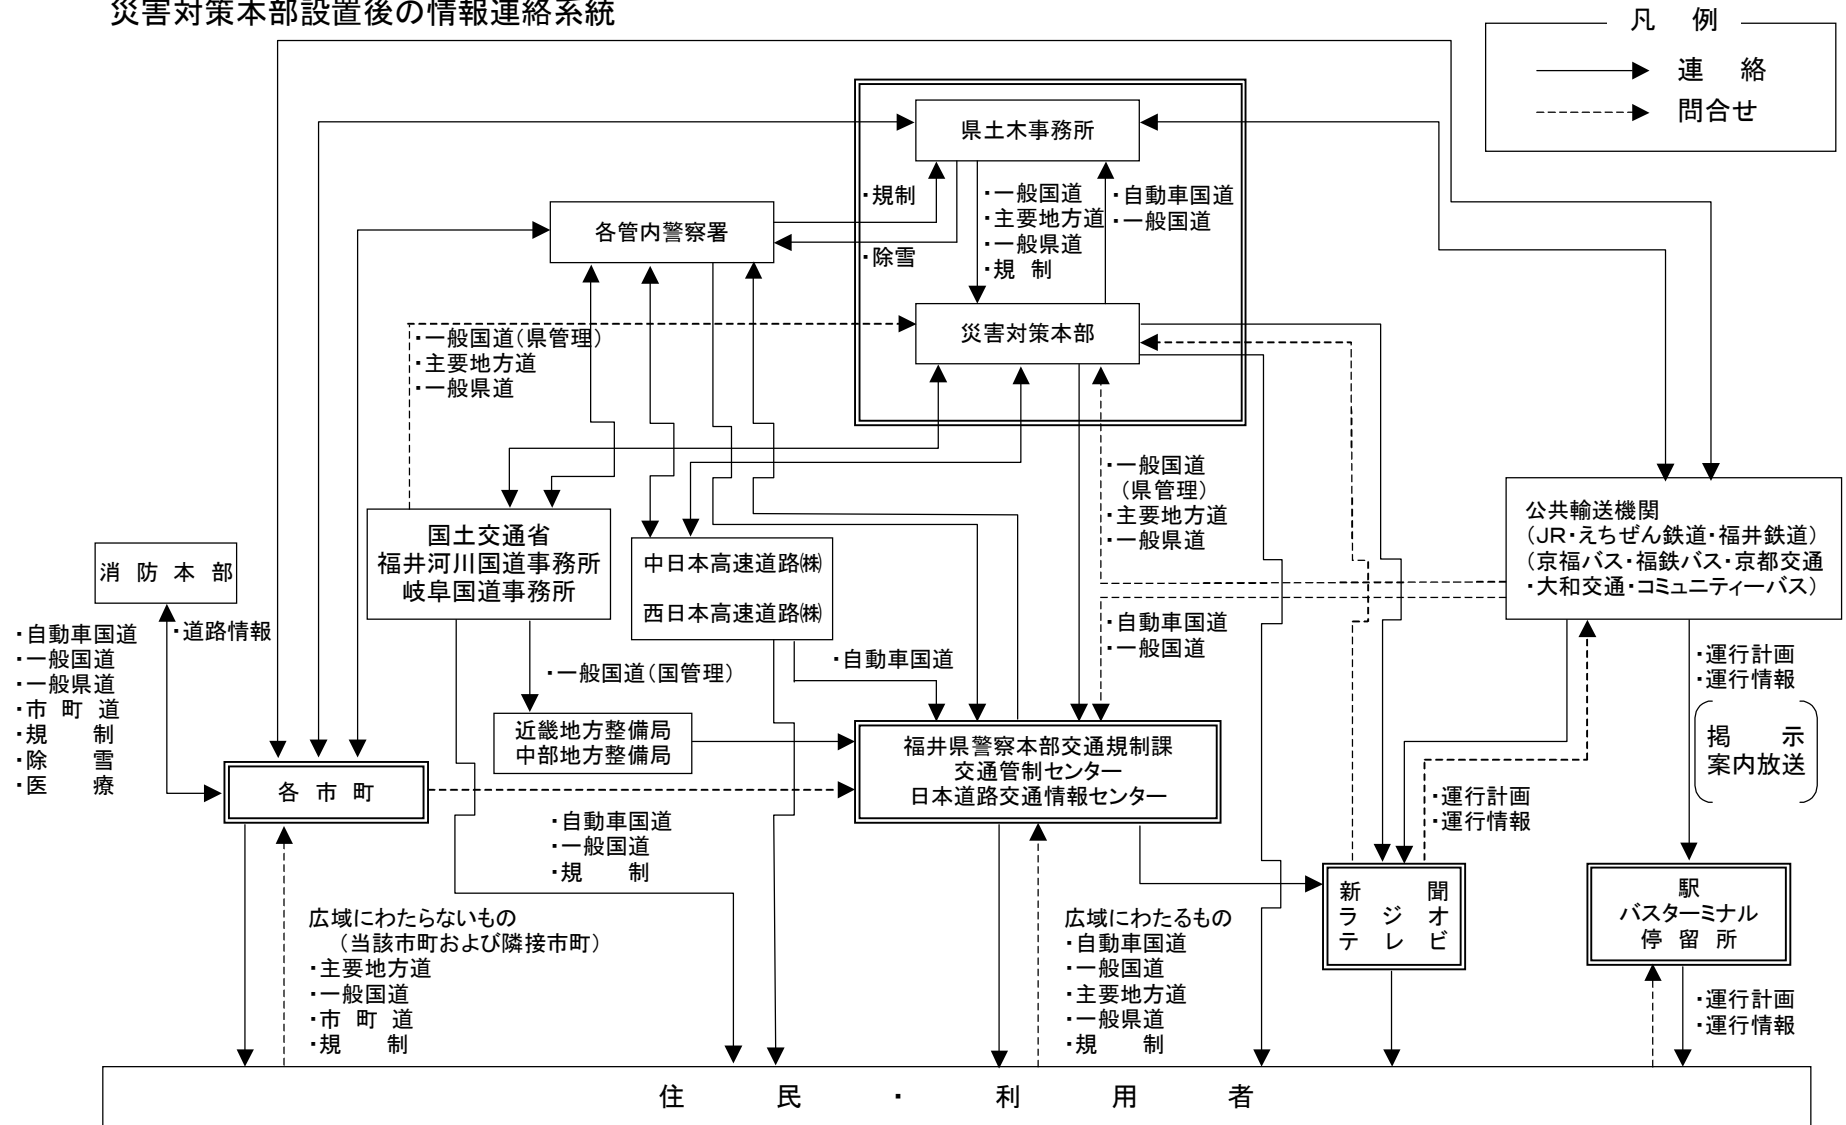 災害対策本部設置後の情報連絡系統
凡 例
連 絡
問合せ
県土木事務所
・規制
・除雪
・一般国道
・主要地方道
・一般県道
・規 制
・自動車国道
・一般国道
各管内警察署
災害対策本部
・一般国道(県管理)
・主要地方道
・一般県道
・一般国道
(県管理)
・主要地方道
・一般県道
公共輸送機関
(JR・えちぜん鉄道・福井鉄道)
(京福バス・福鉄バス・京都交通
・大和交通・コミュニティーバス)
国土交通省
福井河川国道事務所
岐阜国道事務所
中日本高速道路㈱
西日本高速道路㈱
消 防 本 部
・道路情報
・自動車国道
・一般国道
・一般県道
・市 町 道
・規 制
・除 雪
・医 療
・自動車国道
・一般国道
・自動車国道
・一般国道(国管理)
・運行計画
・運行情報
掲 示
案内放送
近畿地方整備局
中部地方整備局
福井県警察本部交通規制課
交通管制センター
日本道路交通情報センター
各 市 町
・自動車国道
・一般国道
・規 制
・運行計画
・運行情報
新 聞
ラ ジ オ
テ レ ビ
駅
バスターミナル
停 留 所
広域にわたらないもの
(当該市町および隣接市町)
・主要地方道
・一般国道
・市 町 道
・規 制
広域にわたるもの
・自動車国道
・一般国道
・主要地方道
・一般県道
・規 制
・運行計画
・運行情報
住 民 ・ 利 用 者